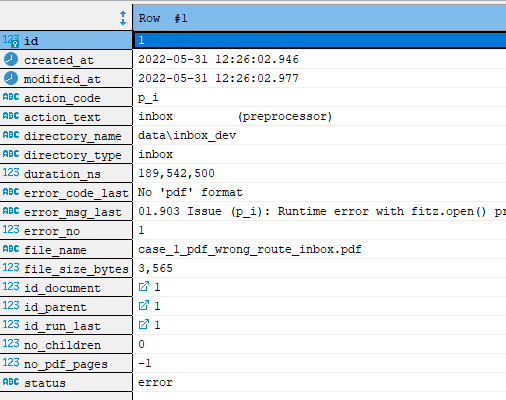 Row #1
123 id 1
created_at 2022-05-31 12:26:02.946
modified_at 2022-05-31 12:26:02.977
ABC action_code p_i
ABC action_text inbox (preprocessor)
ABC directory_name data\inbox_dev
ABC directory_type inbox
123 duration_ns 189,542,500
ABC error_code_last No 'pdf' format
ABC error_msg_last 01.903 Issue (p_i): Runtime error with fitz.open() pr
123 error_no 1
ABC file_name case_1_pdf_wrong_route_inbox.pdf
123 file_size_bytes 3,565
123 id_document 1
123 id_parent 1
123 id_run_last 1
123 no_children 0
123 no_pdf_pages -1
ABC status error